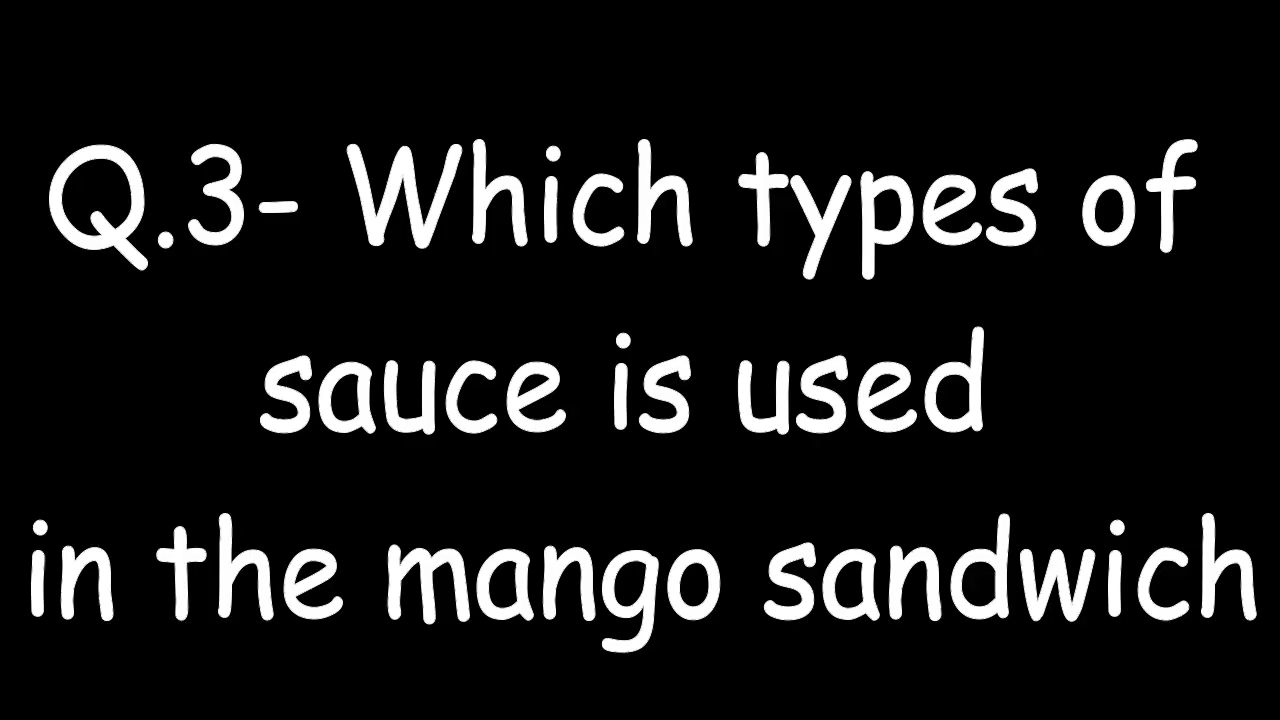 Q.3- Which types of
sauce is used
in the mango sandwich